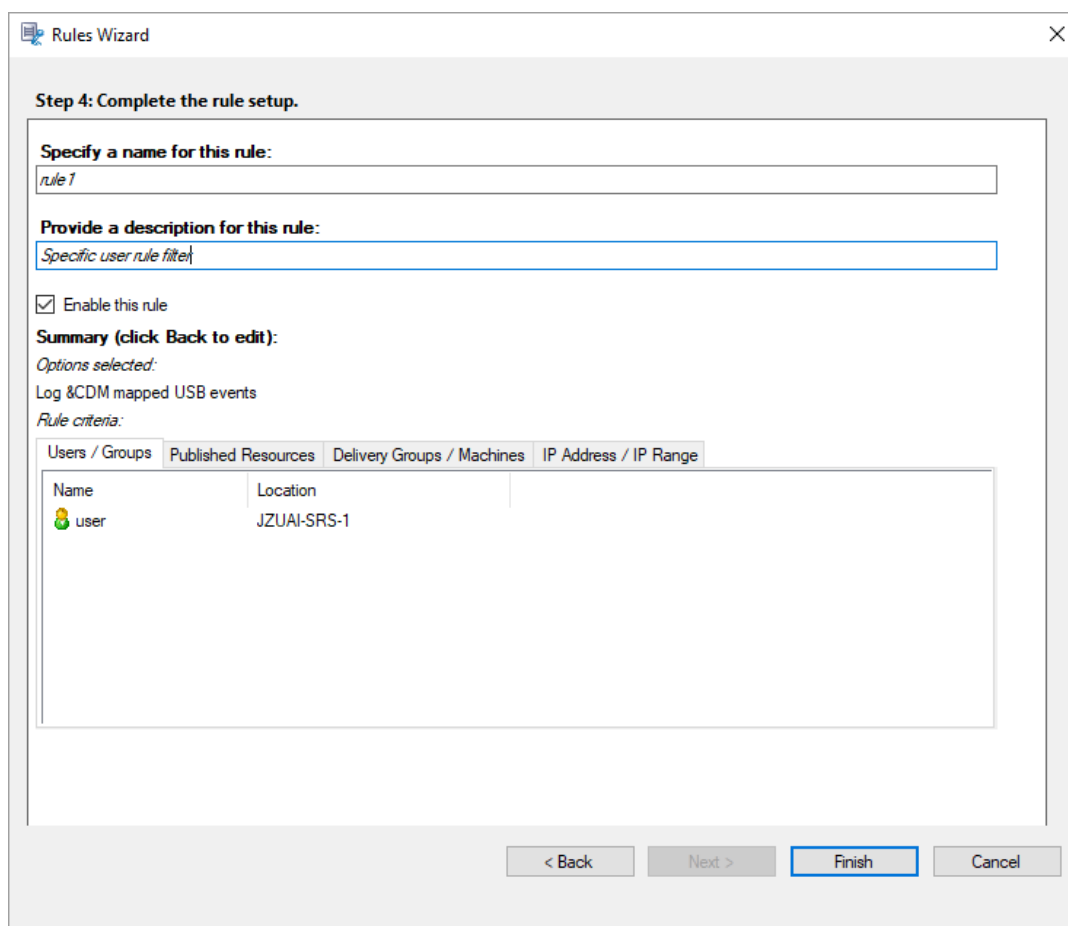 Rules Wizard
Step 4: Complete the rule setup.
Specify a name for this rule:
rule1
Provide a description for this rule:
Specific user rule filter
Enable this rule
Summary (click Back to edit):
Options selected:
Log &CDM mapped USB events
Rule criteria:
Users / Groups Published Resources Delivery Groups / Machines IP Address / IP Range
Name Location
user JZUAI-SRS-1
< Back Next > Finish Cancel